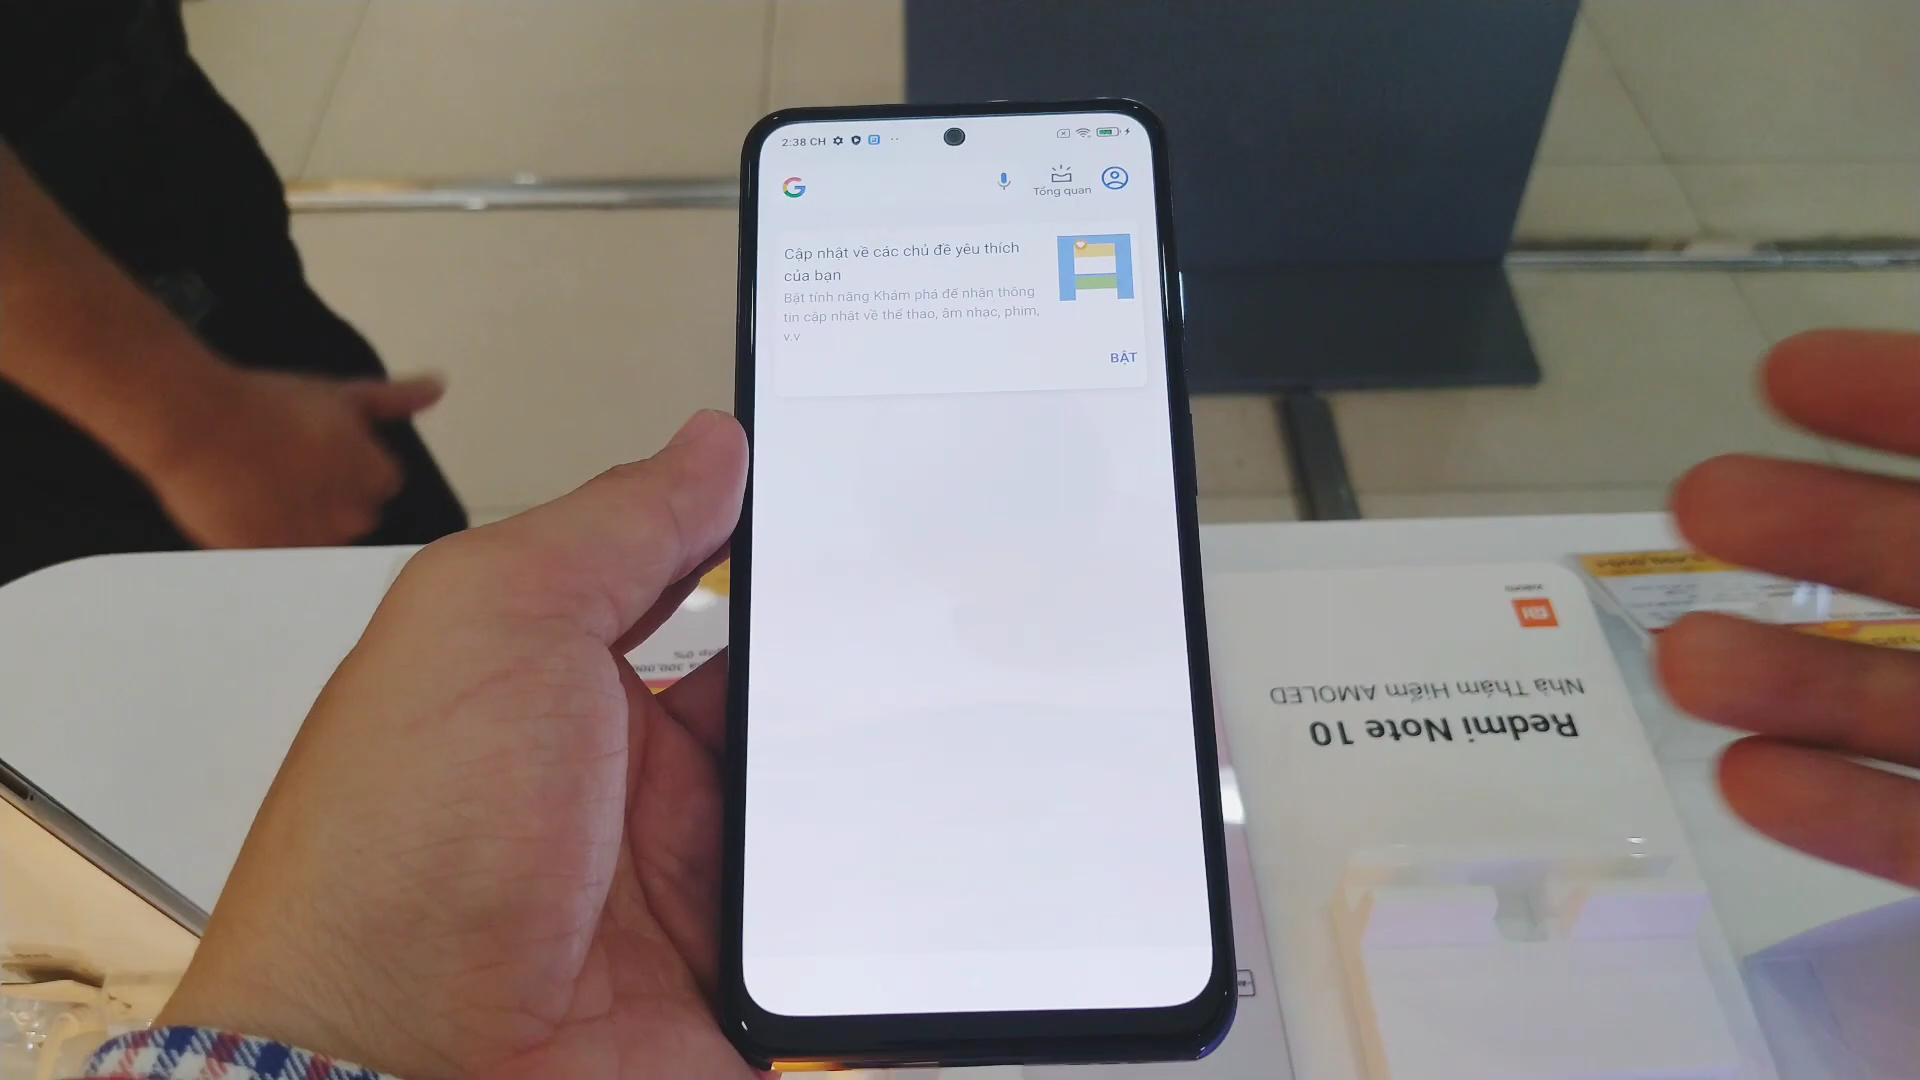 2:38 CH
Tổng quan
Cập nhật về các chủ đề yêu thích
của bạn
Bật tính năng Khám phá để nhận thông
tin cập nhật về thể thao, âm nhạc, phim,
v.v
BẬT
xiaomi
Redmi Note 10
Nhà Thám Hiểm AMOLED